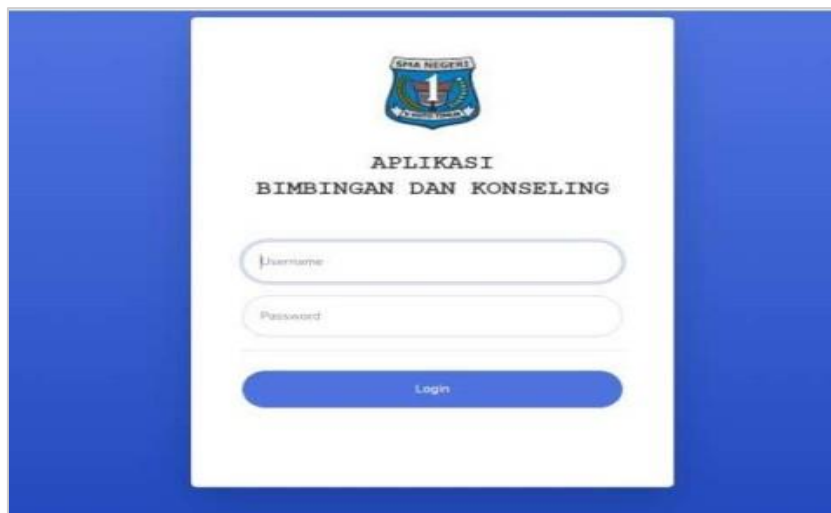 SMA NEGERI
1
APLIKASI
BIMBINGAN DAN KONSELING
Username
Password
Login